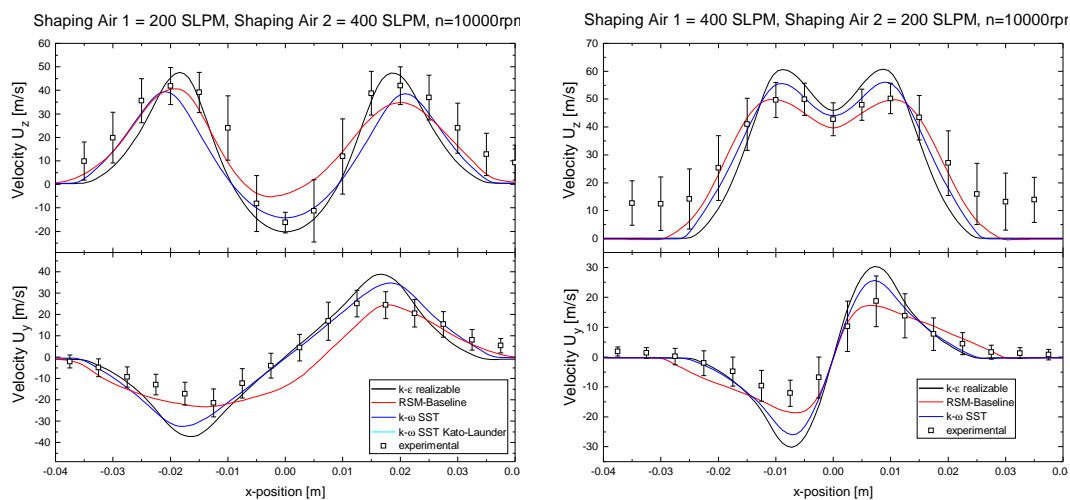 Shaping Air 1 = 200 SLPM, Shaping Air 2 = 400 SLPM, n=10000rp
60
50
40
30
20
10
0
-10
-20
Velocity U_z [m/s]
50
40
30
20
10
0
-10
-20
-30
-40
Velocity U_y [m/s]
k-ε realizable
RSM-Baseline
k-ω SST
k-ω SST Kato-Launder
experimental
-0.04 -0.03 -0.02 -0.01 0.00 0.01 0.02 0.03 0.0
x-position [m]
Shaping Air 1 = 400 SLPM, Shaping Air 2 = 200 SLPM, n=10000rp
70
60
50
40
30
20
10
0
Velocity U_z [m/s]
30
20
10
0
-10
-20
-30
Velocity U_y [m/s]
k-ε realizable
RSM-Baseline
k-ω SST
experimental
-0.04 -0.03 -0.02 -0.01 0.00 0.01 0.02 0.03 0.04
x-position [m]